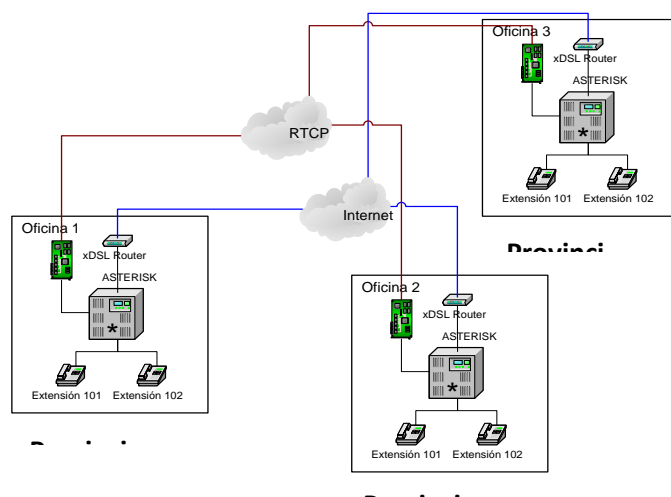 Oficina 3
xDSL Router
ASTERISK
Extensión 101
Extensión 102
RTCP
Internet
Oficina 1
xDSL Router
ASTERISK
Extensión 101
Extensión 102
Oficina 2
xDSL Router
ASTERISK
Extensión 101
Extensión 102